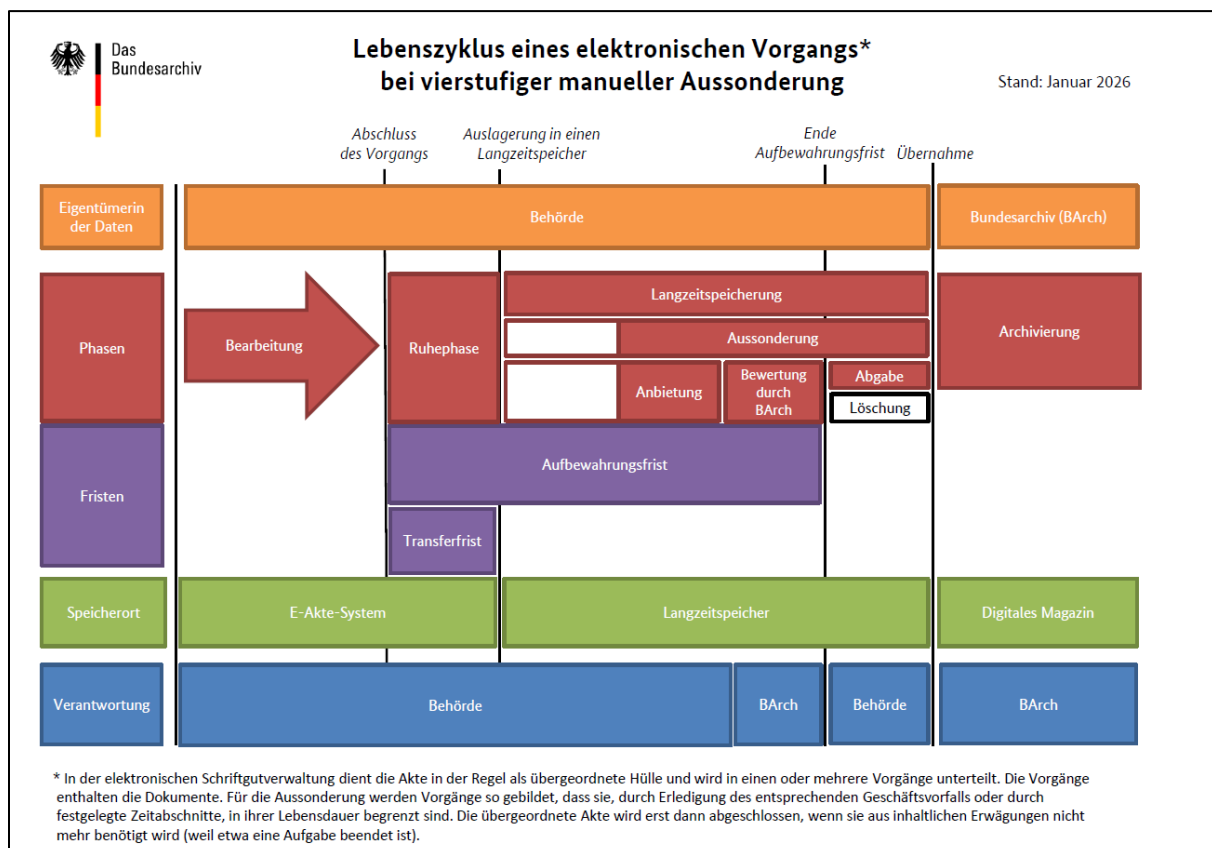 Das
Bundesarchiv
Lebenszyklus eines elektronischen Vorgangs*
bei vierstufiger manueller Aussonderung
Stand: Januar 2026
Abschluss
des Vorgangs
Auslagerung in einen
Langzeitspeicher
Ende
Aufbewahrungsfrist
Übernahme
Eigentümerin
der Daten
Behörde
Bundesarchiv (BArch)
Phasen
Bearbeitung
Ruhephase
Langzeitspeicherung
Aussonderung
Anbietung
Bewertung
durch
BArch
Abgabe
Löschung
Archivierung
Fristen
Aufbewahrungsfrist
Transferfrist
Speicherort
E-Akte-System
Langzeitspeicher
Digitales Magazin
Verantwortung
Behörde
BArch
Behörde
BArch
* In der elektronischen Schriftgutverwaltung dient die Akte in der Regel als übergeordnete Hülle und wird in einen oder mehrere Vorgänge unterteilt. Die Vorgänge
enthalten die Dokumente. Für die Aussonderung werden Vorgänge so gebildet, dass sie, durch Erledigung des entsprechenden Geschäftsvorfalls oder durch
festgelegte Zeitabschnitte, in ihrer Lebensdauer begrenzt sind. Die übergeordnete Akte wird erst dann abgeschlossen, wenn sie aus inhaltlichen Erwägungen nicht
mehr benötigt wird (weil etwa eine Aufgabe beendet ist).